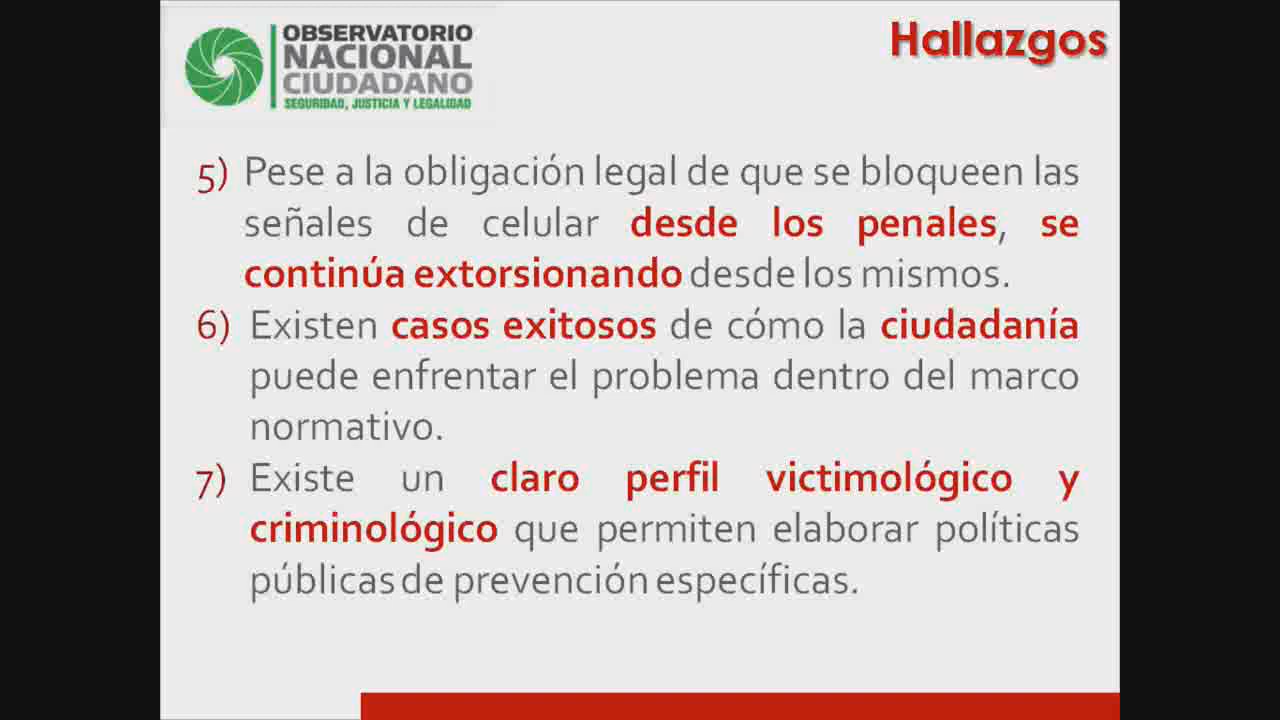 OBSERVATORIO
NACIONAL
CIUDADANO
SEGURIDAD, JUSTICIA Y LEGALIDAD
Hallazgos
5) Pese a la obligación legal de que se bloqueen las
señales de celular desde los penales, se
continúa extorsionando desde los mismos.
6) Existen casos exitosos de cómo la ciudadanía
puede enfrentar el problema dentro del marco
normativo.
7) Existe un claro perfil victimológico y
criminológico que permiten elaborar políticas
públicas de prevención específicas.